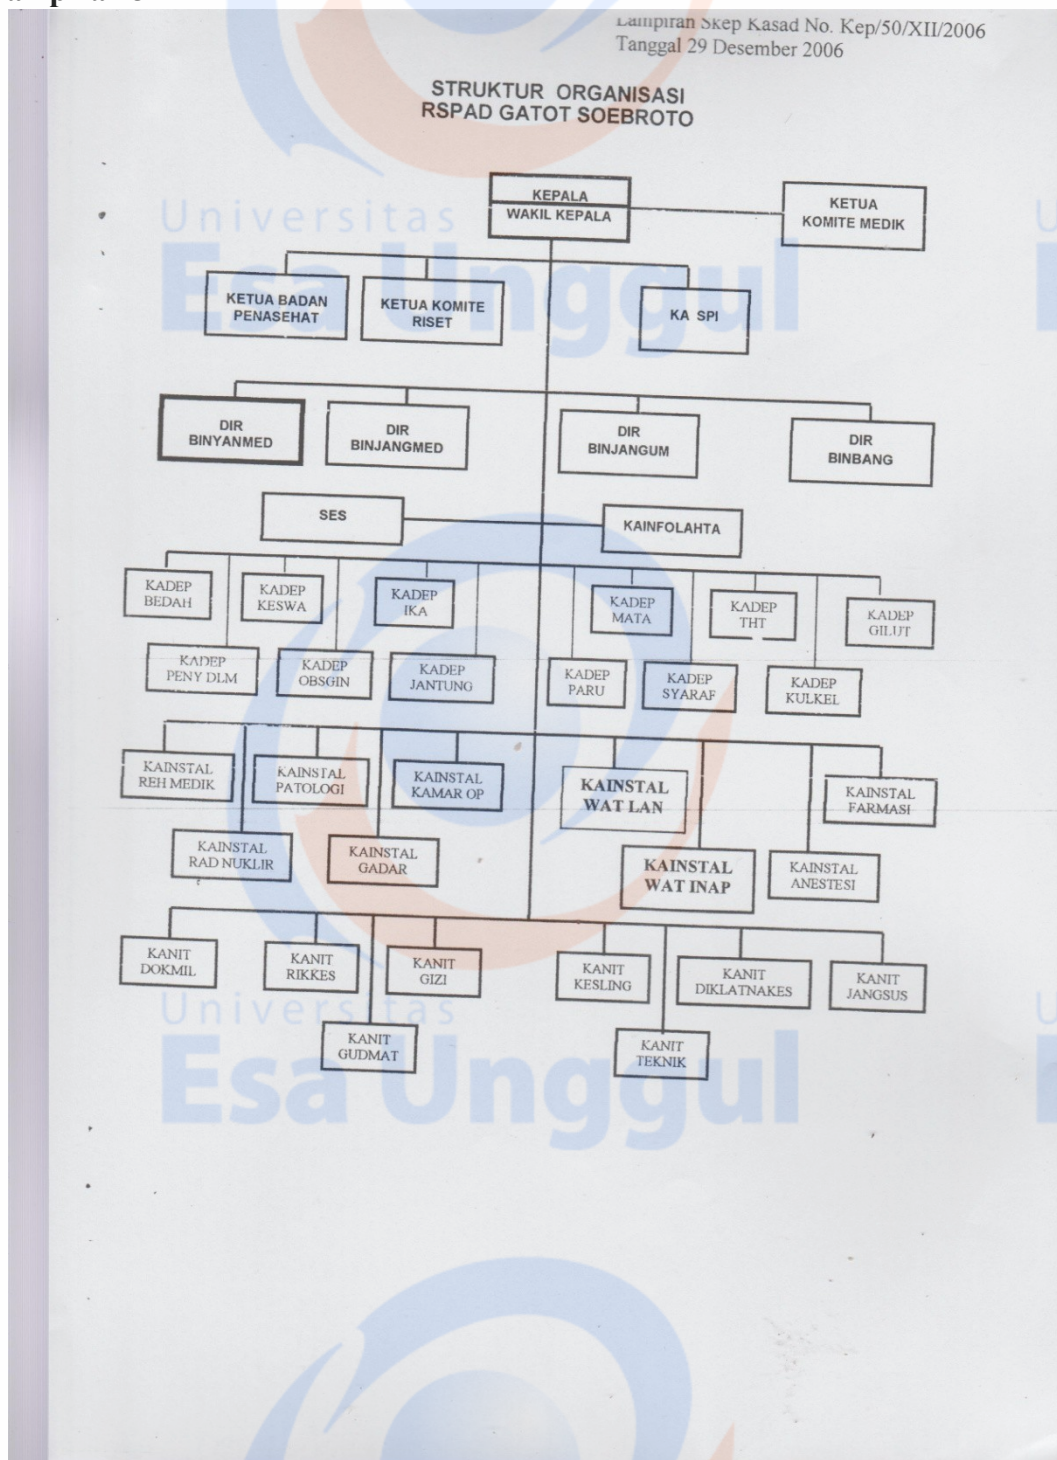 Lampiran Skep Kasad No. Kep/50/XII/2006
Tanggal 29 Desember 2006
STRUKTUR ORGANISASI
RSPAD GATOT SOEBROTO
KEPALA
WAKIL KEPALA
KETUA
KOMITE MEDIK
Universitas
Esa Unggul
KETUA BADAN
PENASEHAT
KETUA KOMITE
RISET
KA SPI
DIR
BINYANMED
DIR
BINJANGMED
DIR
BINJANGUM
DIR
BINBANG
SES
KAINFOLAHTA
KADEP
BEDAH
KADEP
KESWA
KADEP
IKA
KADEP
MATA
KADEP
THT
KADEP
GILUT
KADEP
PENY DLM
KADEP
OBSGIN
KADEP
JANTUNG
KADEP
PARU
KADEP
SYARAF
KADEP
KULKEL
KAINSTAL
REH MEDIK
KAINSTAL
PATOLOGI
KAINSTAL
KAMAR OP
KAINSTAL
WAT LAN
KAINSTAL
FARMASI
KAINSTAL
RAD NUKLIR
KAINSTAL
GADAR
KAINSTAL
WAT INAP
KAINSTAL
ANESTESI
KANIT
DOKMIL
KANIT
RIKKES
KANIT
GIZI
KANIT
KESLING
KANIT
DIKLATNAKES
KANIT
JANGSUS
KANIT
GUDMAT
KANIT
TEKNIK
Universitas
Esa Unggul